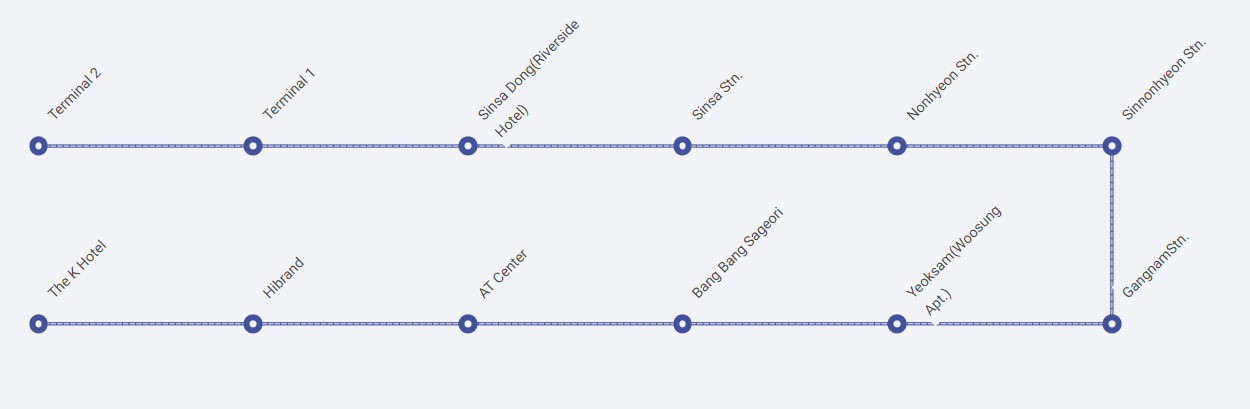 Terminal 2
Terminal 1
Sinsa Dong(Riverside
Hotel)
Sinsa Stn.
Nonhyeon Stn.
Sinnonhyeon Stn.
The K Hotel
Hibrand
AT Center
Bang Bang Sageori
Yeoksam(Woosung
Apt.)
GangnamStn.